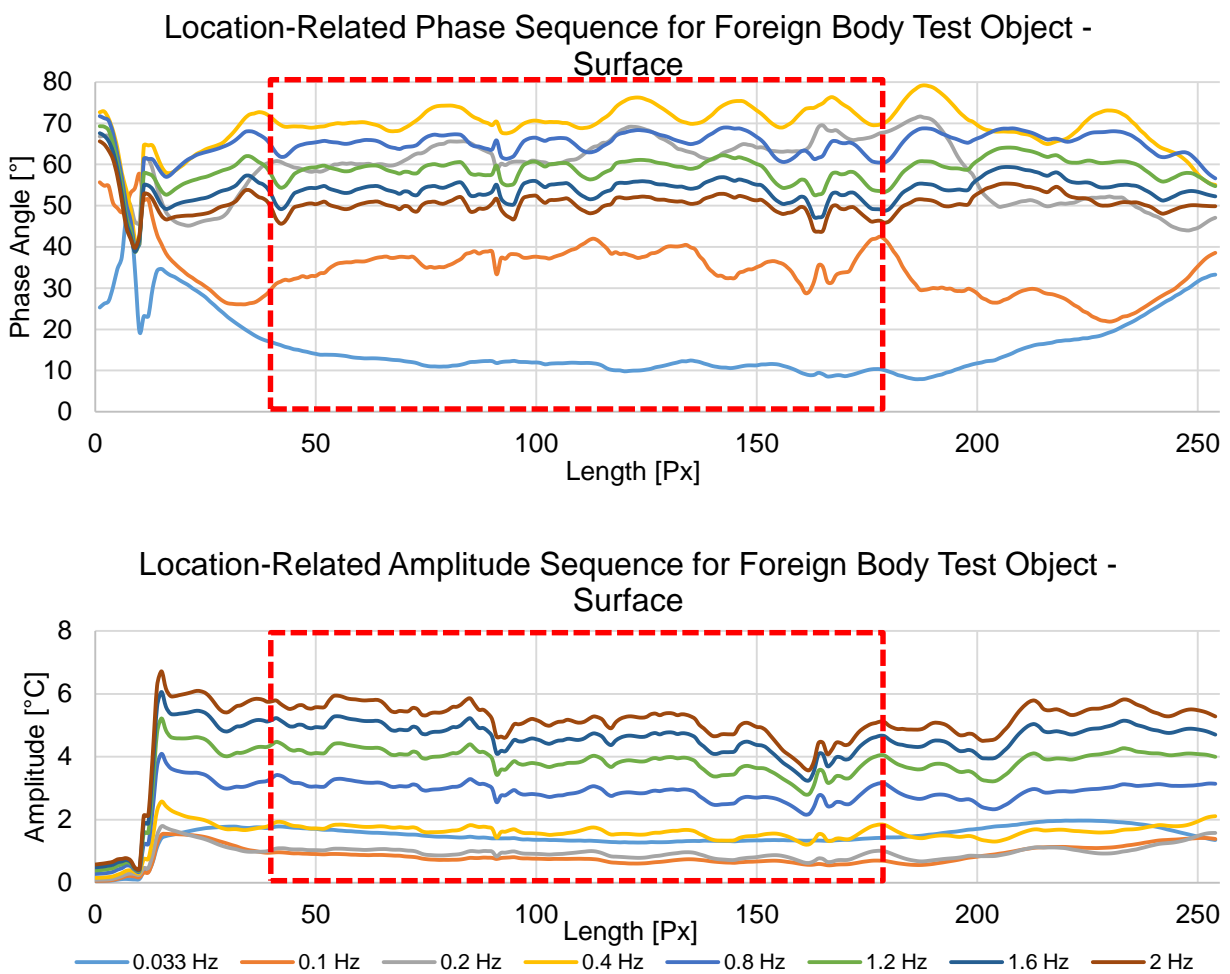 Location-Related Phase Sequence for Foreign Body Test Object -
Surface
Phase Angle [°]
80
70
60
50
40
30
20
10
0
0 50 100 150 200 250
Length [Px]
Location-Related Amplitude Sequence for Foreign Body Test Object -
Surface
Amplitude [°C]
8
6
4
2
0
0 50 100 150 200 250
Length [Px]
0.033 Hz 0.1 Hz 0.2 Hz 0.4 Hz 0.8 Hz 1.2 Hz 1.6 Hz 2 Hz